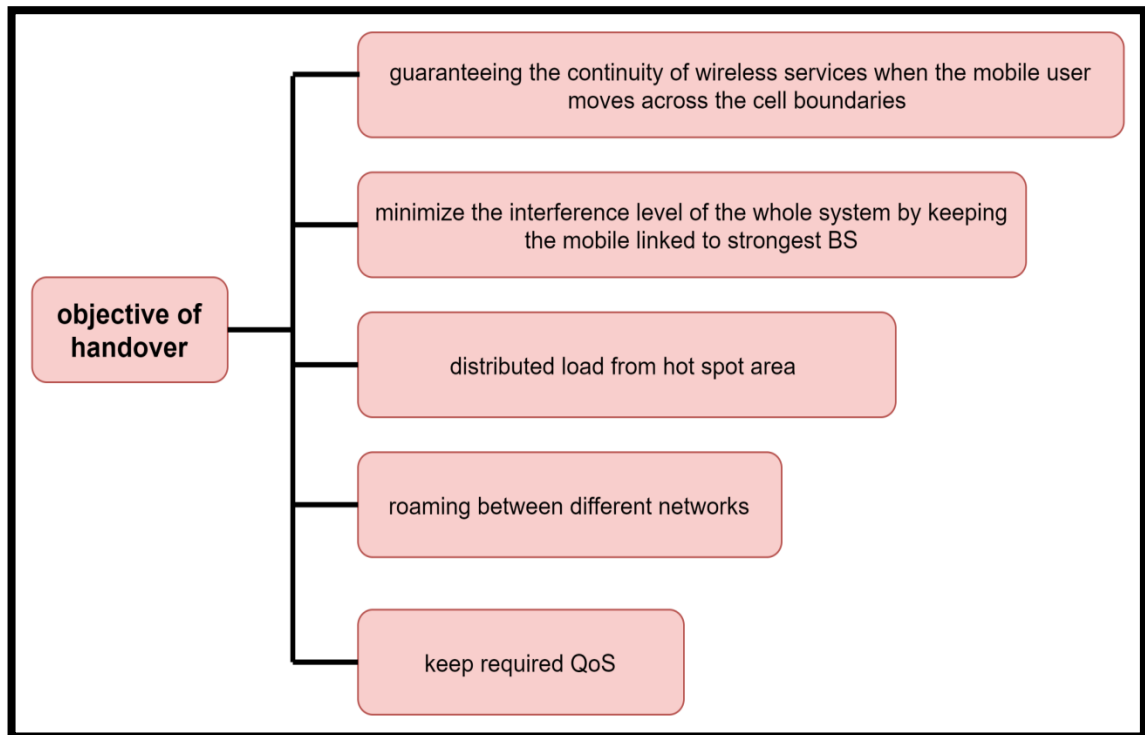 guaranteeing the continuity of wireless services when the mobile user
moves across the cell boundaries
minimize the interference level of the whole system by keeping
the mobile linked to strongest BS
objective of
handover
distributed load from hot spot area
roaming between different networks
keep required QoS